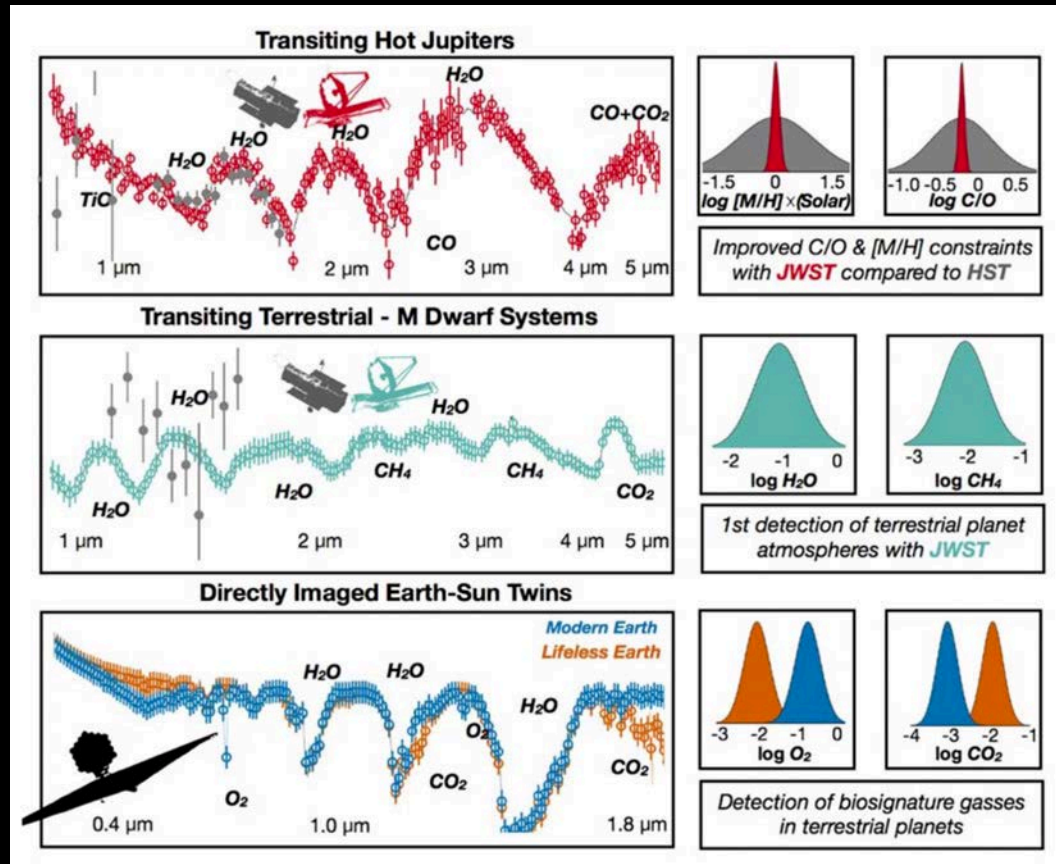 Transiting Hot Jupiters
H₂O
CO+CO₂
H₂O
H₂O
H₂O
TiO
CO
1 μm
2 μm
3 μm
4 μm
5 μm
-1.5 0 1.5
log [M/H] ×(Solar)
-1.0 -0.5 0 0.5
log C/O
Improved C/O & [M/H] constraints
with JWST compared to HST
Transiting Terrestrial - M Dwarf Systems
H₂O
H₂O
CH₄
CH₄
H₂O
H₂O
CO₂
1 μm
2 μm
3 μm
4 μm
5 μm
-2 -1 0
log H₂O
-3 -2 -1
log CH₄
1st detection of terrestrial planet
atmospheres with JWST
Directly Imaged Earth-Sun Twins
Modern Earth
Lifeless Earth
H₂O
H₂O
H₂O
O₂
CO₂
CO₂
O₂
0.4 μm
1.0 μm
1.8 μm
-3 -2 -1 0
log O₂
-4 -3 -2 -1
log CO₂
Detection of biosignature gasses
in terrestrial planets